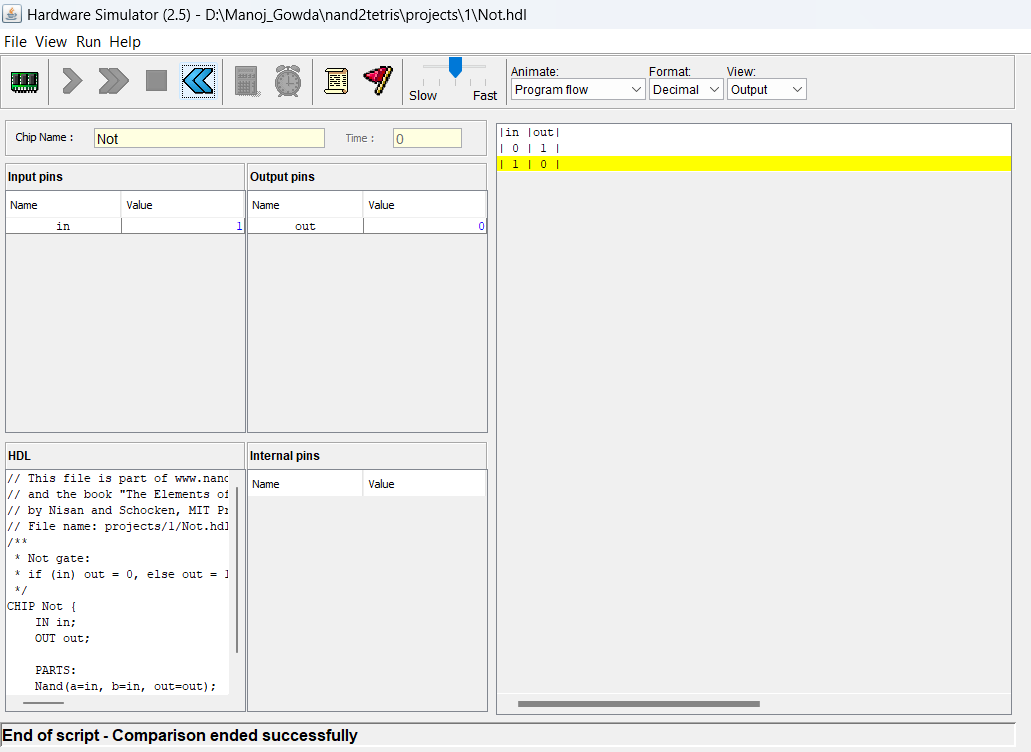 Hardware Simulator (2.5) - D:\Manoj_Gowda\nand2tetris\projects\1\Not.hdl
File View Run Help
Animate: Format: View:
Slow Fast Program flow Decimal Output
Chip Name : Not Time : 0
Input pins Output pins
Name Value Name Value
in 1 out 0
|in |out|
| 0 | 1 |
| 1 | 0 |
HDL Internal pins
Name Value
// This file is part of www.nand
// and the book "The Elements of
// by Nisan and Schocken, MIT Pr
// File name: projects/1/Not.hdl
/**
* Not gate:
* if (in) out = 0, else out = 1
*/
CHIP Not {
IN in;
OUT out;
PARTS:
Nand(a=in, b=in, out=out);
End of script - Comparison ended successfully